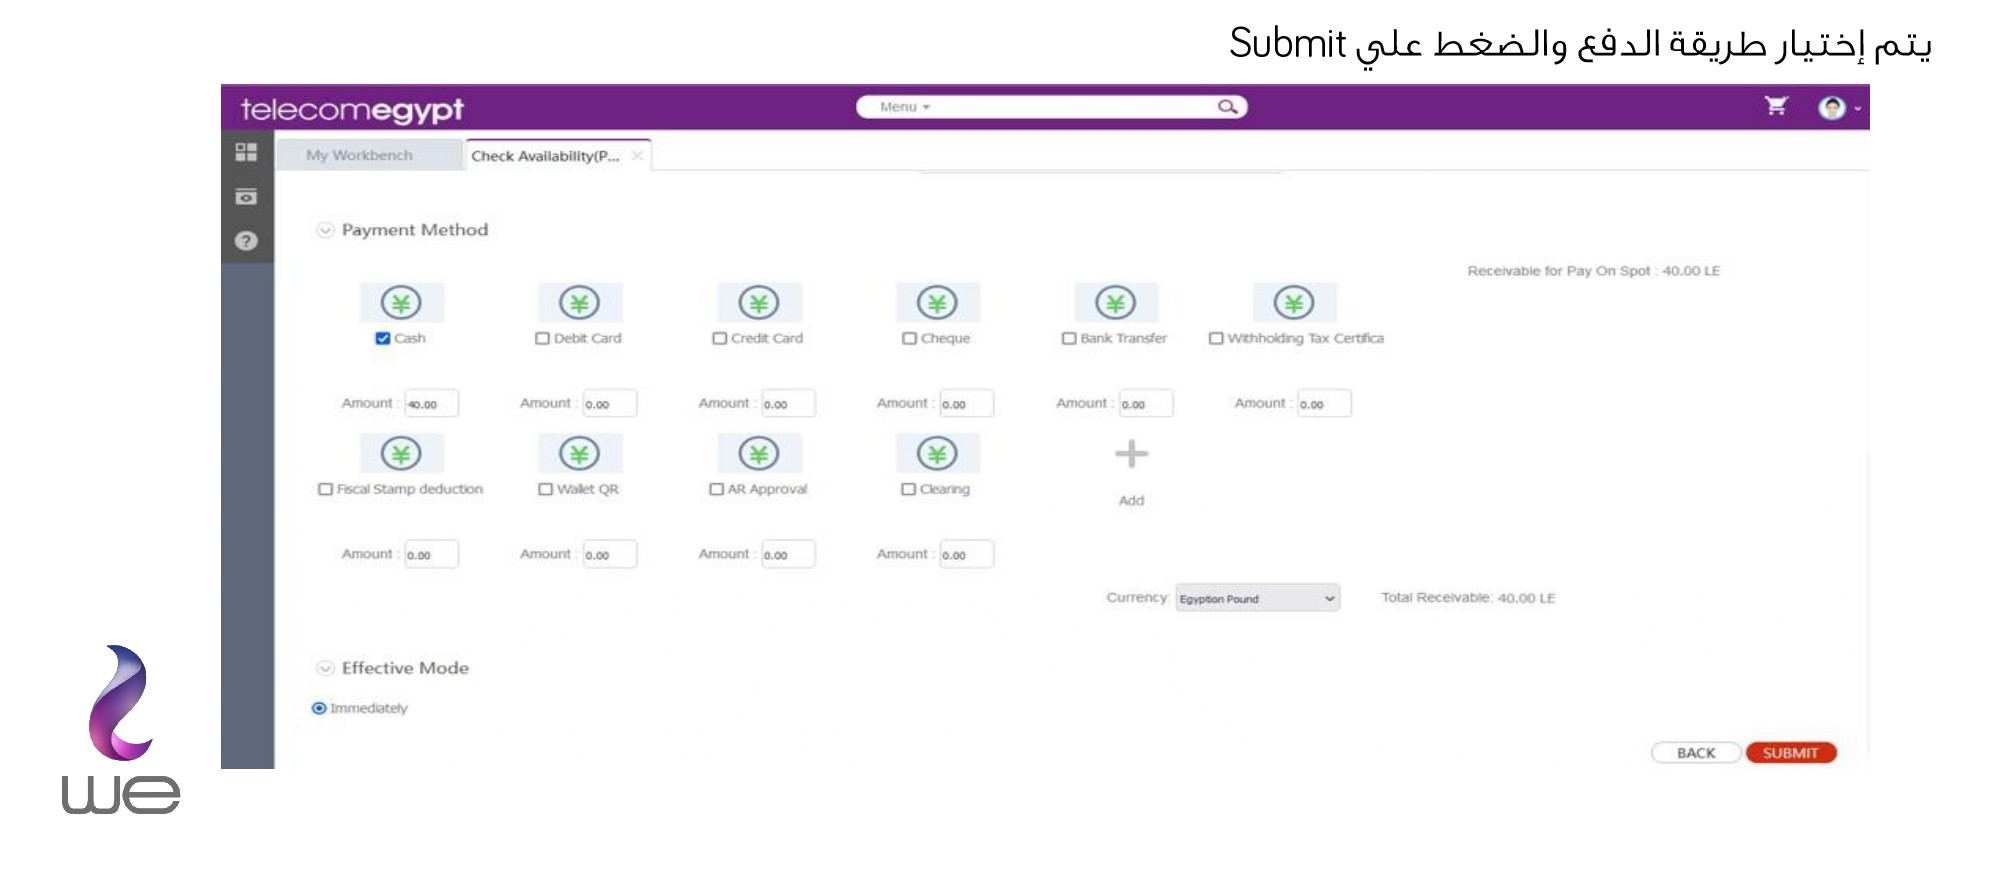 يتم إختيار طريقة الدفع والضغط علي Submit
telecomegypt
Menu
My Workbench
Check Availability(P...
Payment Method
Receivable for Pay On Spot : 40.00 LE
Cash Debit Card Credit Card Cheque Bank Transfer Withholding Tax Certifica
Amount : 40.00 Amount : 0.00 Amount : 0.00 Amount : 0.00 Amount : 0.00 Amount : 0.00
Fiscal Stamp deduction Wallet QR AR Approval Clearing Add
Amount : 0.00 Amount : 0.00 Amount : 0.00 Amount : 0.00
Currency: Egyption Pound Total Receivable: 40.00 LE
Effective Mode
Immediately
BACK SUBMIT
we